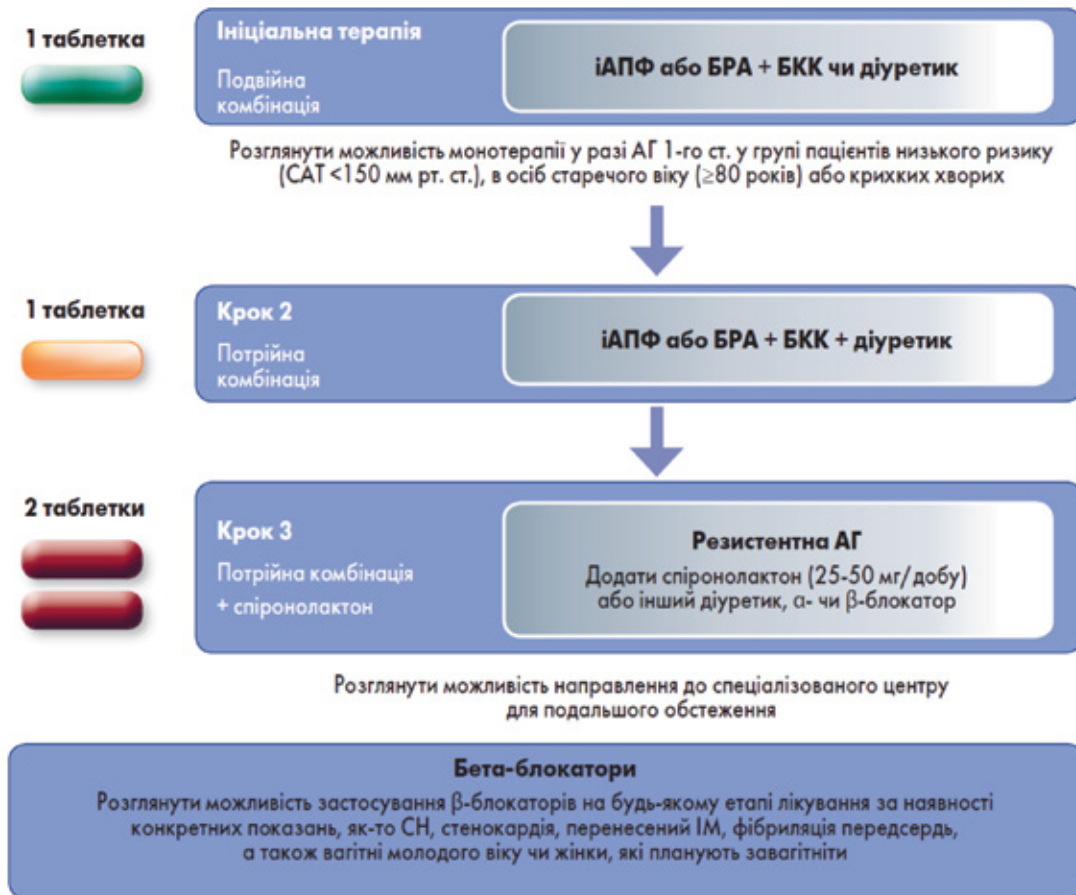 1 таблетка
Ініціальна терапія
Подвійна
комбінація
іАПФ або БРА + БКК чи діуретик
Розглянути можливість монотерапії у разі АГ 1-го ст. у групі пацієнтів низького ризику
(САТ <150 мм рт. ст.), в осіб старечого віку (≥80 років) або крихких хворих
1 таблетка
Крок 2
Потрійна
комбінація
іАПФ або БРА + БКК + діуретик
2 таблетки
Крок 3
Потрійна комбінація
+ спіронолактон
Резистентна АГ
Додати спіронолактон (25-50 мг/добу)
або інший діуретик, α- чи β-блокатор
Розглянути можливість направлення до спеціалізованого центру
для подальшого обстеження
Бета-блокатори
Розглянути можливість застосування β-блокаторів на будь-якому етапі лікування за наявності
конкретних показань, як-то СН, стенокардія, перенесений ІМ, фібриляція передсердь,
а також вагітні молодого віку чи жінки, які планують завагітніти